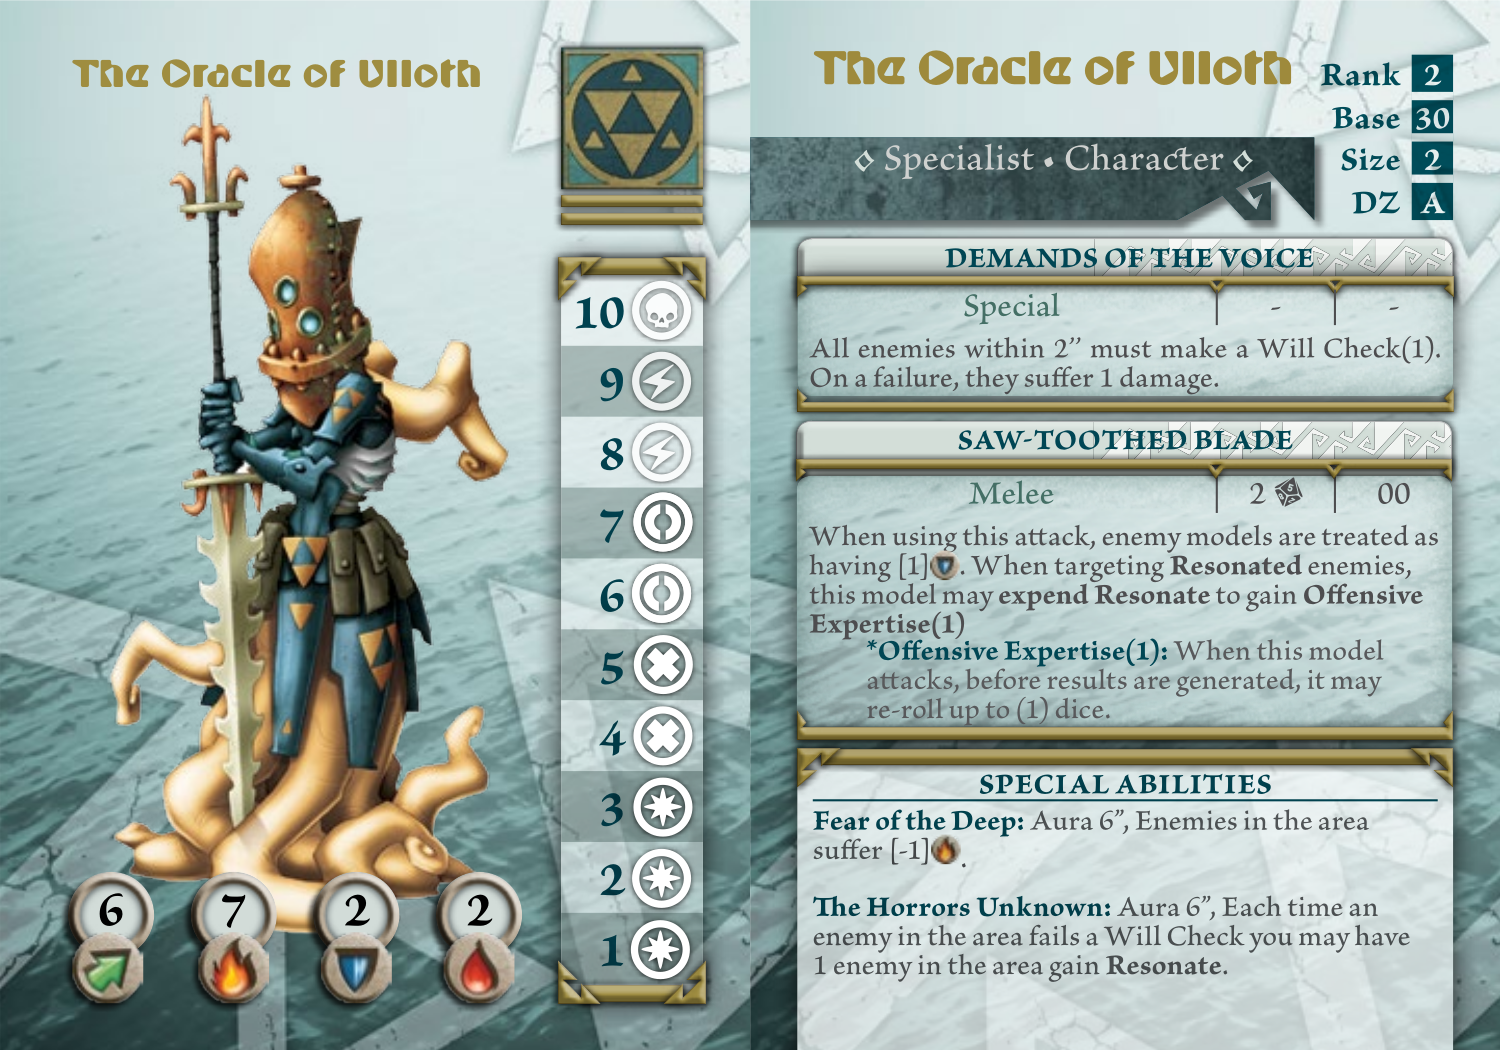 The Oracle of Ulloth
10
9
8
7
6
5
4
3
2
1
6
7
2
2
The Oracle of Ulloth
Rank 2
Base 30
Size 2
DZ A
Specialist • Character
DEMANDS OF THE VOICE
Special - -
All enemies within 2’’ must make a Will Check(1).
On a failure, they suffer 1 damage.
SAW-TOOTHED BLADE
Melee 2 00
When using this attack, enemy models are treated as
having [1]. When targeting Resonated enemies,
this model may expend Resonate to gain Offensive
Expertise(1)
*Offensive Expertise(1): When this model
attacks, before results are generated, it may
re-roll up to (1) dice.
SPECIAL ABILITIES
Fear of the Deep: Aura 6”, Enemies in the area
suffer [-1].
The Horrors Unknown: Aura 6”, Each time an
enemy in the area fails a Will Check you may have
1 enemy in the area gain Resonate.